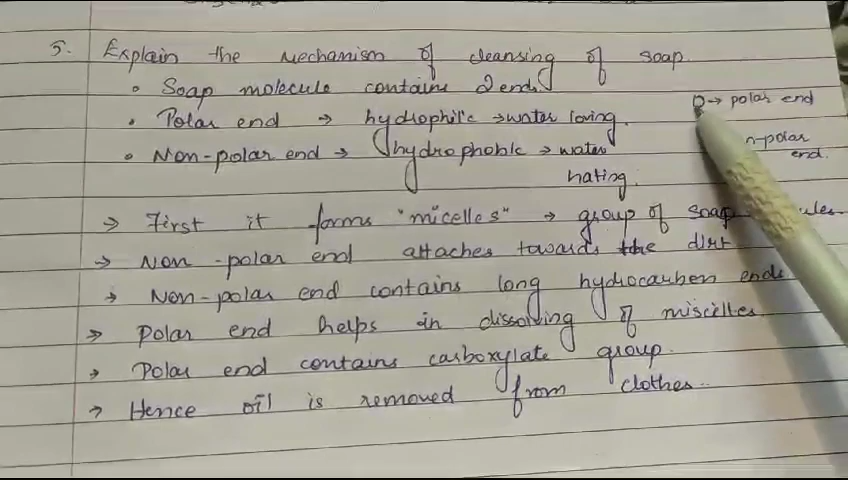 5. Explain the mechanism of cleansing of soap.
• Soap molecule contains 2 ends
• Polar end → hydrophilic → water loving.
→ polar end
• Non-polar end → hydrophobic → water hating.
n-polar end.
→ First it forms "micelles" → group of soap ules
→ Non-polar end attaches towards the dirt
→ Non-polar end contains long hydrocarbon ends
→ Polar end helps in dissolving of miscelles
→ Polar end contains carboxylate group.
→ Hence oil is removed from clothes.